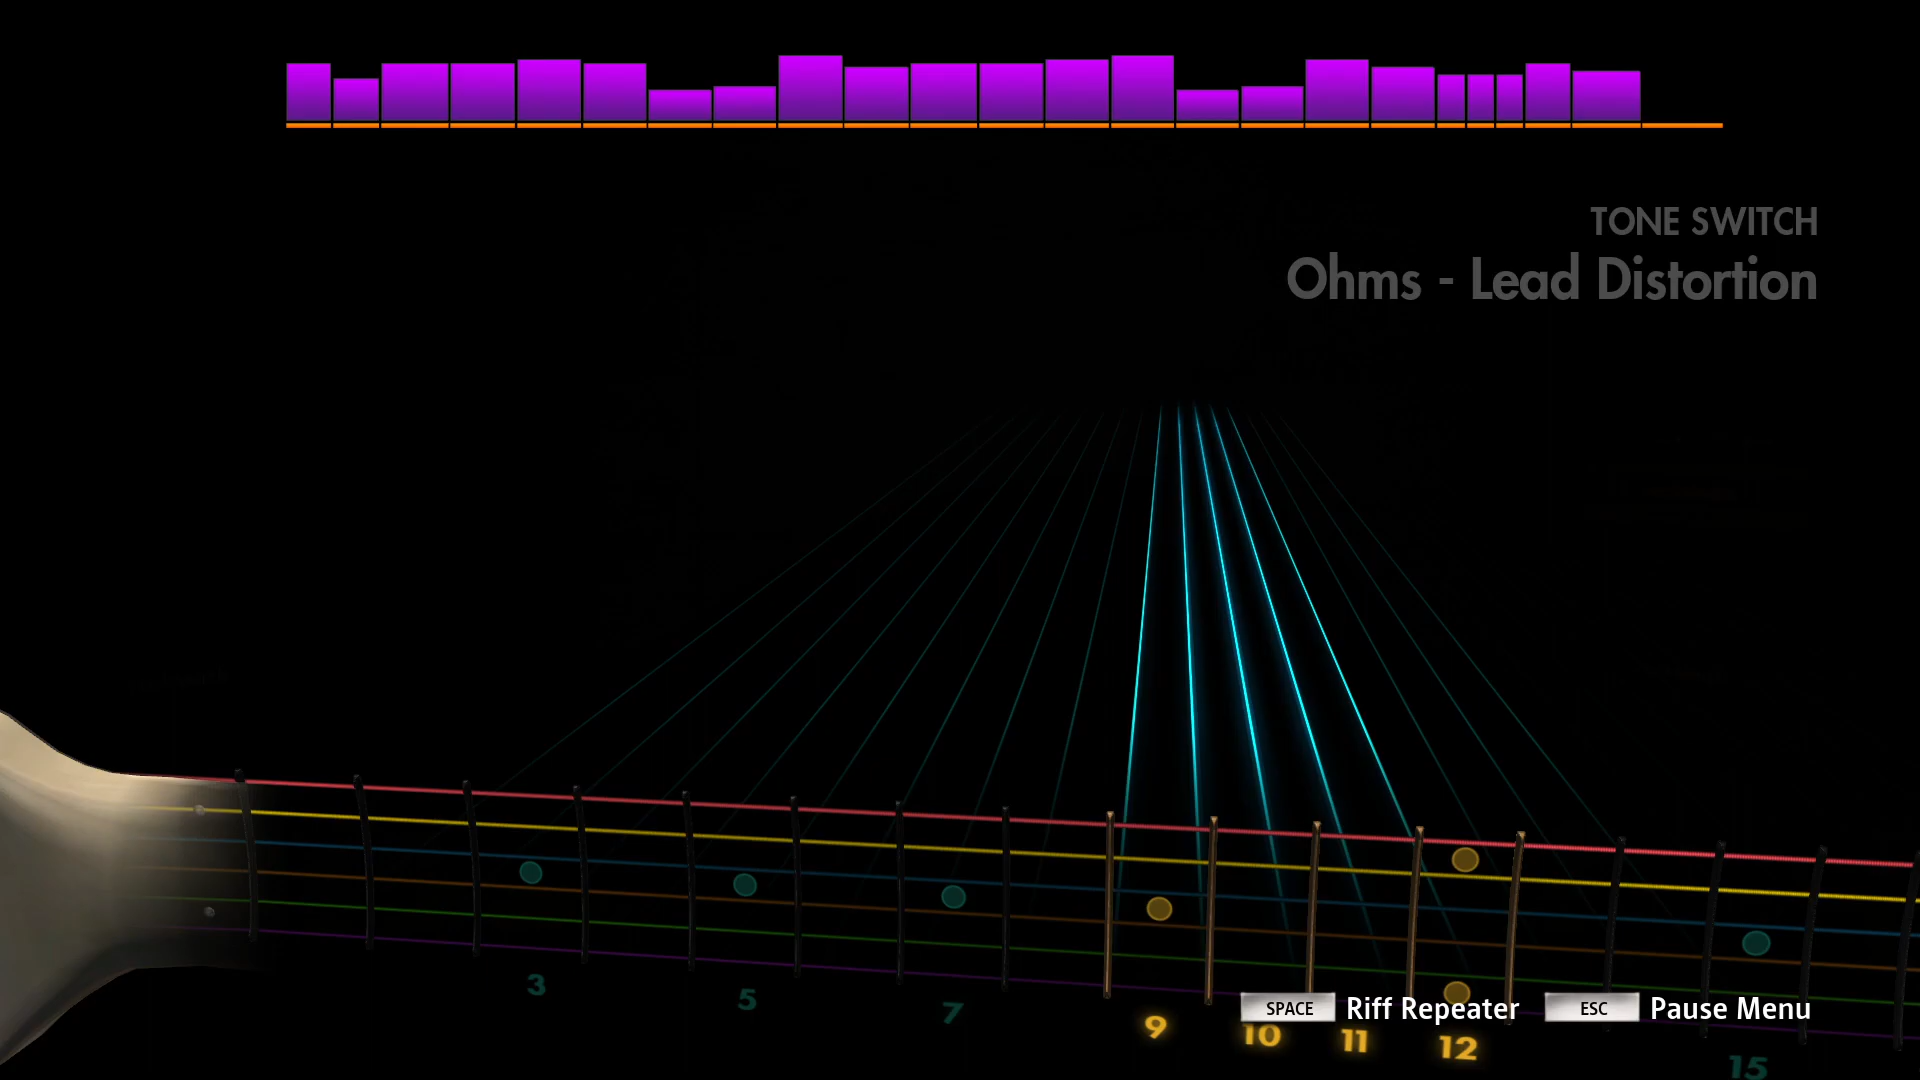 TONE SWITCH
Ohms - Lead Distortion
3
5
7
9
10
11
12
15
SPACE Riff Repeater ESC Pause Menu